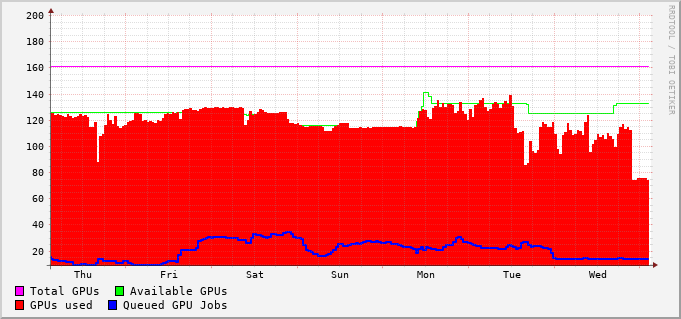 200
180
160
140
120
100
80
60
40
20
Thu Fri Sat Sun Mon Tue Wed
Total GPUs Available GPUs
GPUs used Queued GPU Jobs
RRDTOOL / TOBI OETIKER